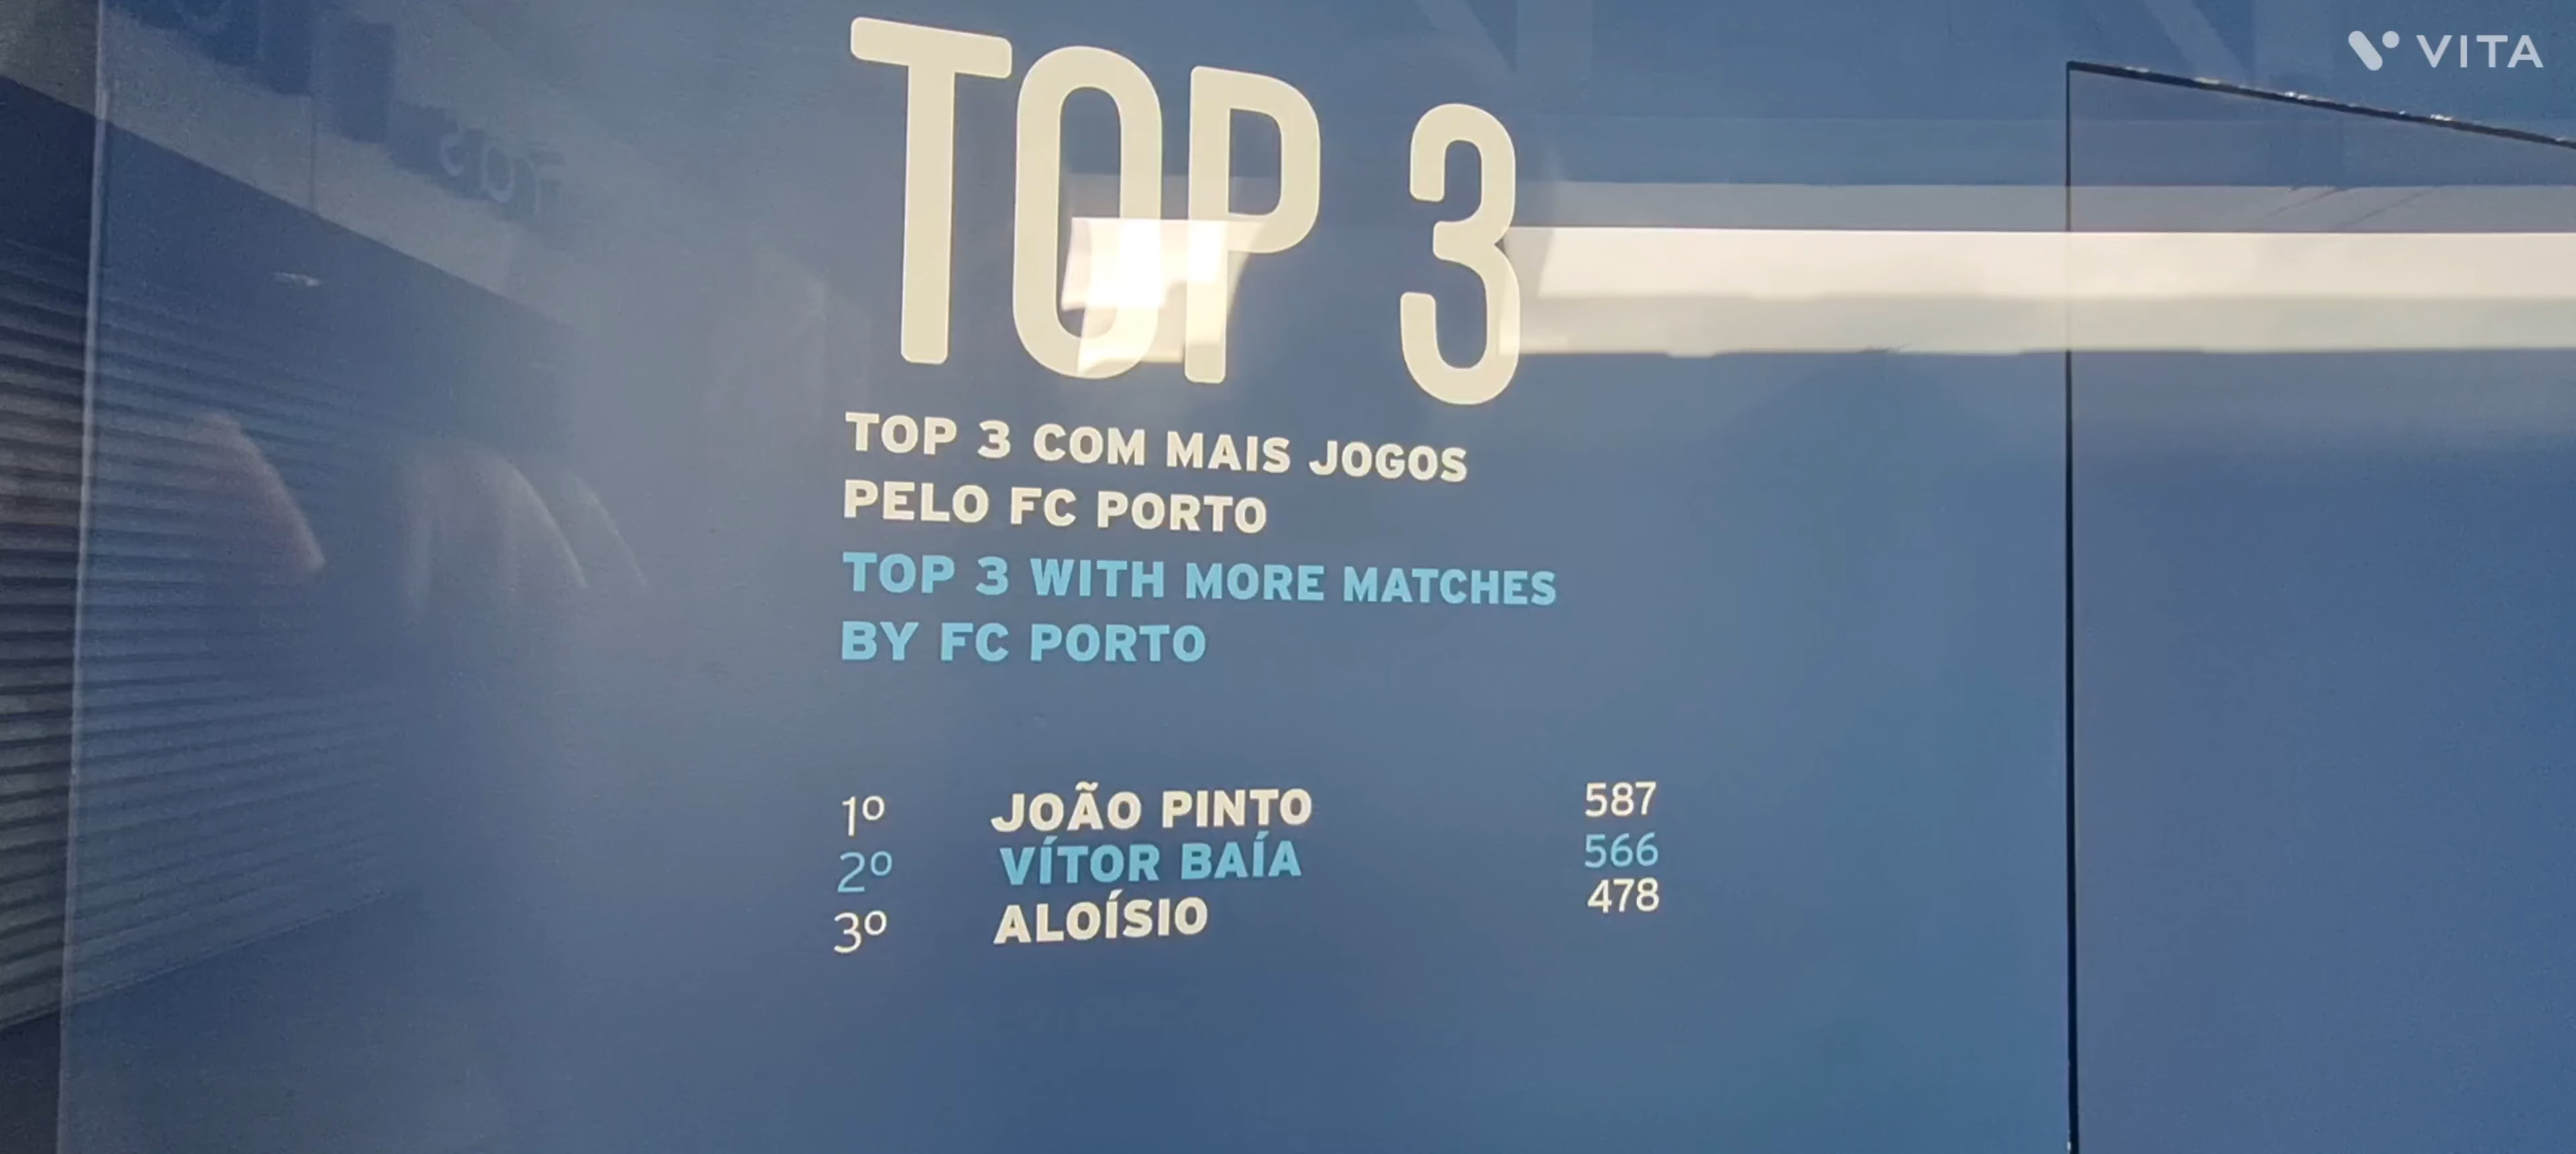 VITA
TOP 3
TOP 3 COM MAIS JOGOS
PELO FC PORTO
TOP 3 WITH MORE MATCHES
BY FC PORTO
1º JOÃO PINTO 587
2º VÍTOR BAÍA 566
3º ALOÍSIO 478